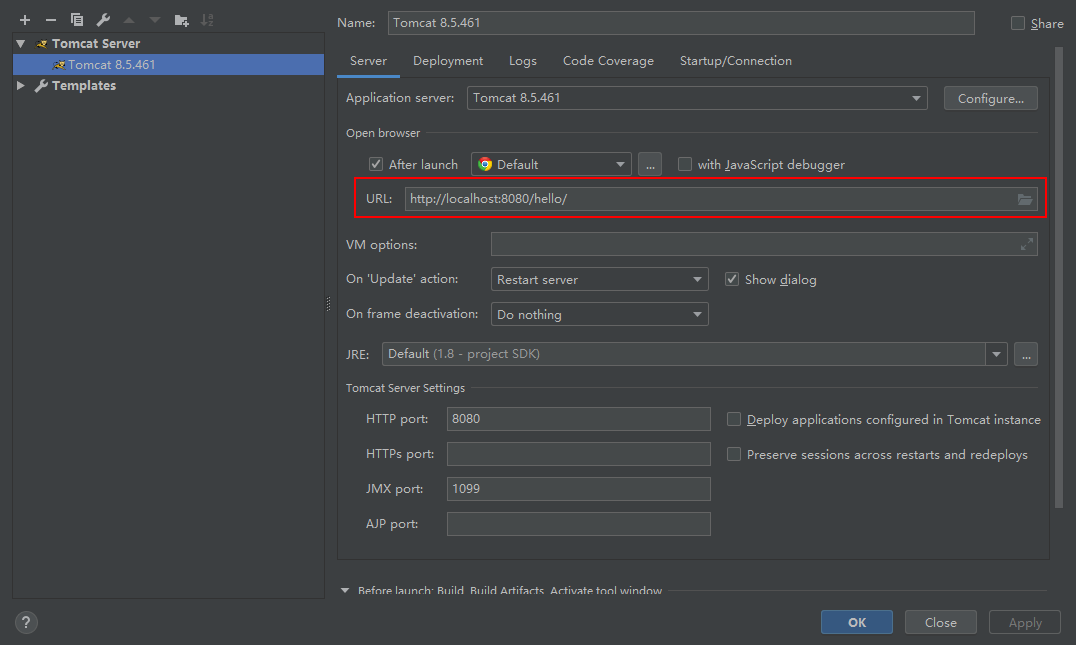 Name: Tomcat 8.5.461 Share
Tomcat Server
Tomcat 8.5.461
Templates
Server Deployment Logs Code Coverage Startup/Connection
Application server: Tomcat 8.5.461 Configure...
Open browser
After launch Default ... with JavaScript debugger
URL: http://localhost:8080/hello/
VM options:
On 'Update' action: Restart server Show dialog
On frame deactivation: Do nothing
JRE: Default (1.8 - project SDK) ...
Tomcat Server Settings
HTTP port: 8080 Deploy applications configured in Tomcat instance
HTTPs port: Preserve sessions across restarts and redeploys
JMX port: 1099
AJP port:
Before launch: Build, Build Artifacts, Activate tool window
? OK Close Apply